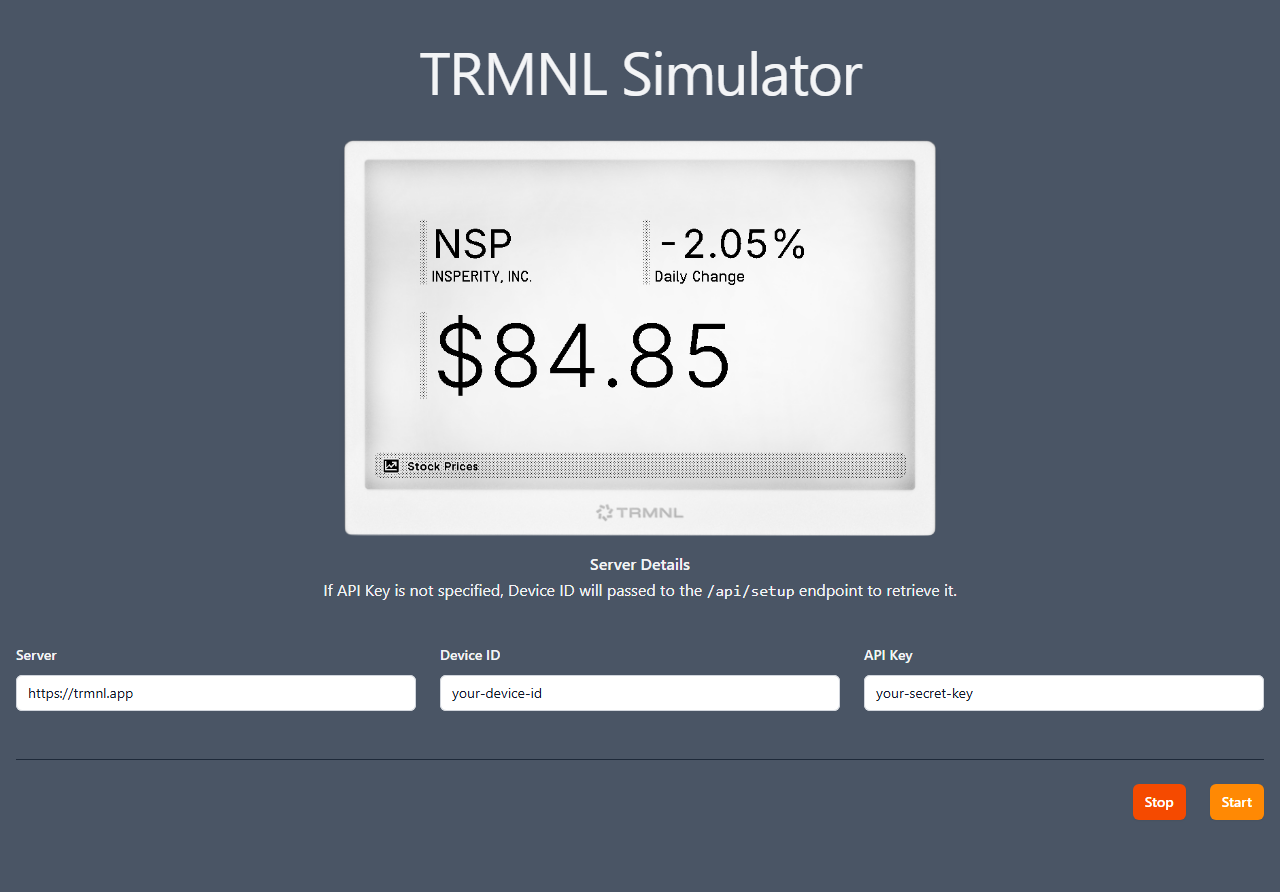 TRMNL Simulator
NSP
INSPERITY, INC.
-2.05%
Daily Change
$84.85
Stock Prices
TRMNL
Server Details
If API Key is not specified, Device ID will passed to the /api/setup endpoint to retrieve it.
Server
https://trmnl.app
Device ID
your-device-id
API Key
your-secret-key
Stop
Start